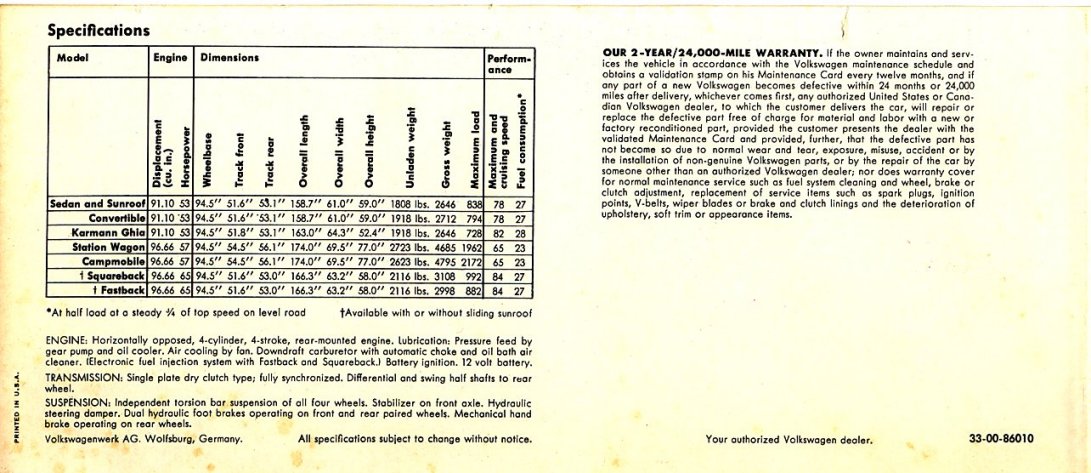 Specifications
Model Engine Dimensions Perform-
ance
Displacement
(cu. in.)
Horsepower
Wheelbase
Track front
Track rear
Overall length
Overall width
Overall height
Unladen weight
Gross weight
Maximum load
Maximum and
cruising speed
Fuel consumption*
Sedan and Sunroof 91.10 53 94.5" 51.6" 53.1" 158.7" 61.0" 59.0" 1808 lbs. 2646 838 78 27
Convertible 91.10 53 94.5" 51.6" 53.1" 158.7" 61.0" 59.0" 1918 lbs. 2712 794 78 27
Karmann Ghia 91.10 53 94.5" 51.8" 53.1" 163.0" 64.3" 52.4" 1918 lbs. 2646 728 82 28
Station Wagon 96.66 57 94.5" 54.5" 56.1" 174.0" 69.5" 77.0" 2723 lbs. 4685 1962 65 23
Campmobile 96.66 57 94.5" 54.5" 56.1" 174.0" 69.5" 77.0" 2623 lbs. 4795 2172 65 23
† Squareback 96.66 65 94.5" 51.6" 53.0" 166.3" 63.2" 58.0" 2116 lbs. 3108 992 84 27
† Fastback 96.66 65 94.5" 51.6" 53.0" 166.3" 63.2" 58.0" 2116 lbs. 2998 882 84 27
*At half load at a steady ¾ of top speed on level road †Available with or without sliding sunroof
ENGINE: Horizontally opposed, 4-cylinder, 4-stroke, rear-mounted engine. Lubrication: Pressure feed by
gear pump and oil cooler. Air cooling by fan. Downdraft carburetor with automatic choke and oil bath air
cleaner. (Electronic fuel injection system with Fastback and Squareback.) Battery ignition. 12 volt battery.
TRANSMISSION: Single plate dry clutch type; fully synchronized. Differential and swing half shafts to rear
wheel.
SUSPENSION: Independent torsion bar suspension of all four wheels. Stabilizer on front axle. Hydraulic
steering damper. Dual hydraulic foot brakes operating on front and rear paired wheels. Mechanical hand
brake operating on rear wheels.
Volkswagenwerk AG. Wolfsburg, Germany. All specifications subject to change without notice.
PRINTED IN U.S.A.
OUR 2-YEAR/24,000-MILE WARRANTY. If the owner maintains and serv-
ices the vehicle in accordance with the Volkswagen maintenance schedule and
obtains a validation stamp on his Maintenance Card every twelve months, and if
any part of a new Volkswagen becomes defective within 24 months or 24,000
miles after delivery, whichever comes first, any authorized United States or Cana-
dian Volkswagen dealer, to which the customer delivers the car, will repair or
replace the defective part free of charge for material and labor with a new or
factory reconditioned part, provided the customer presents the dealer with the
validated Maintenance Card and provided, further, that the defective part has
not become so due to normal wear and tear, exposure, misuse, accident or by
the installation of non-genuine Volkswagen parts, or by the repair of the car by
someone other than an authorized Volkswagen dealer; nor does warranty cover
for normal maintenance service such as fuel system cleaning and wheel, brake or
clutch adjustment, replacement of service items such as spark plugs, ignition
points, V-belts, wiper blades or brake and clutch linings and the deterioration of
upholstery, soft trim or appearance items.
Your authorized Volkswagen dealer. 33-00-86010